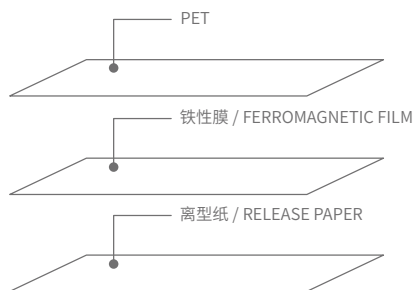 PET
铁性膜 / FERROMAGNETIC FILM
离型纸 / RELEASE PAPER